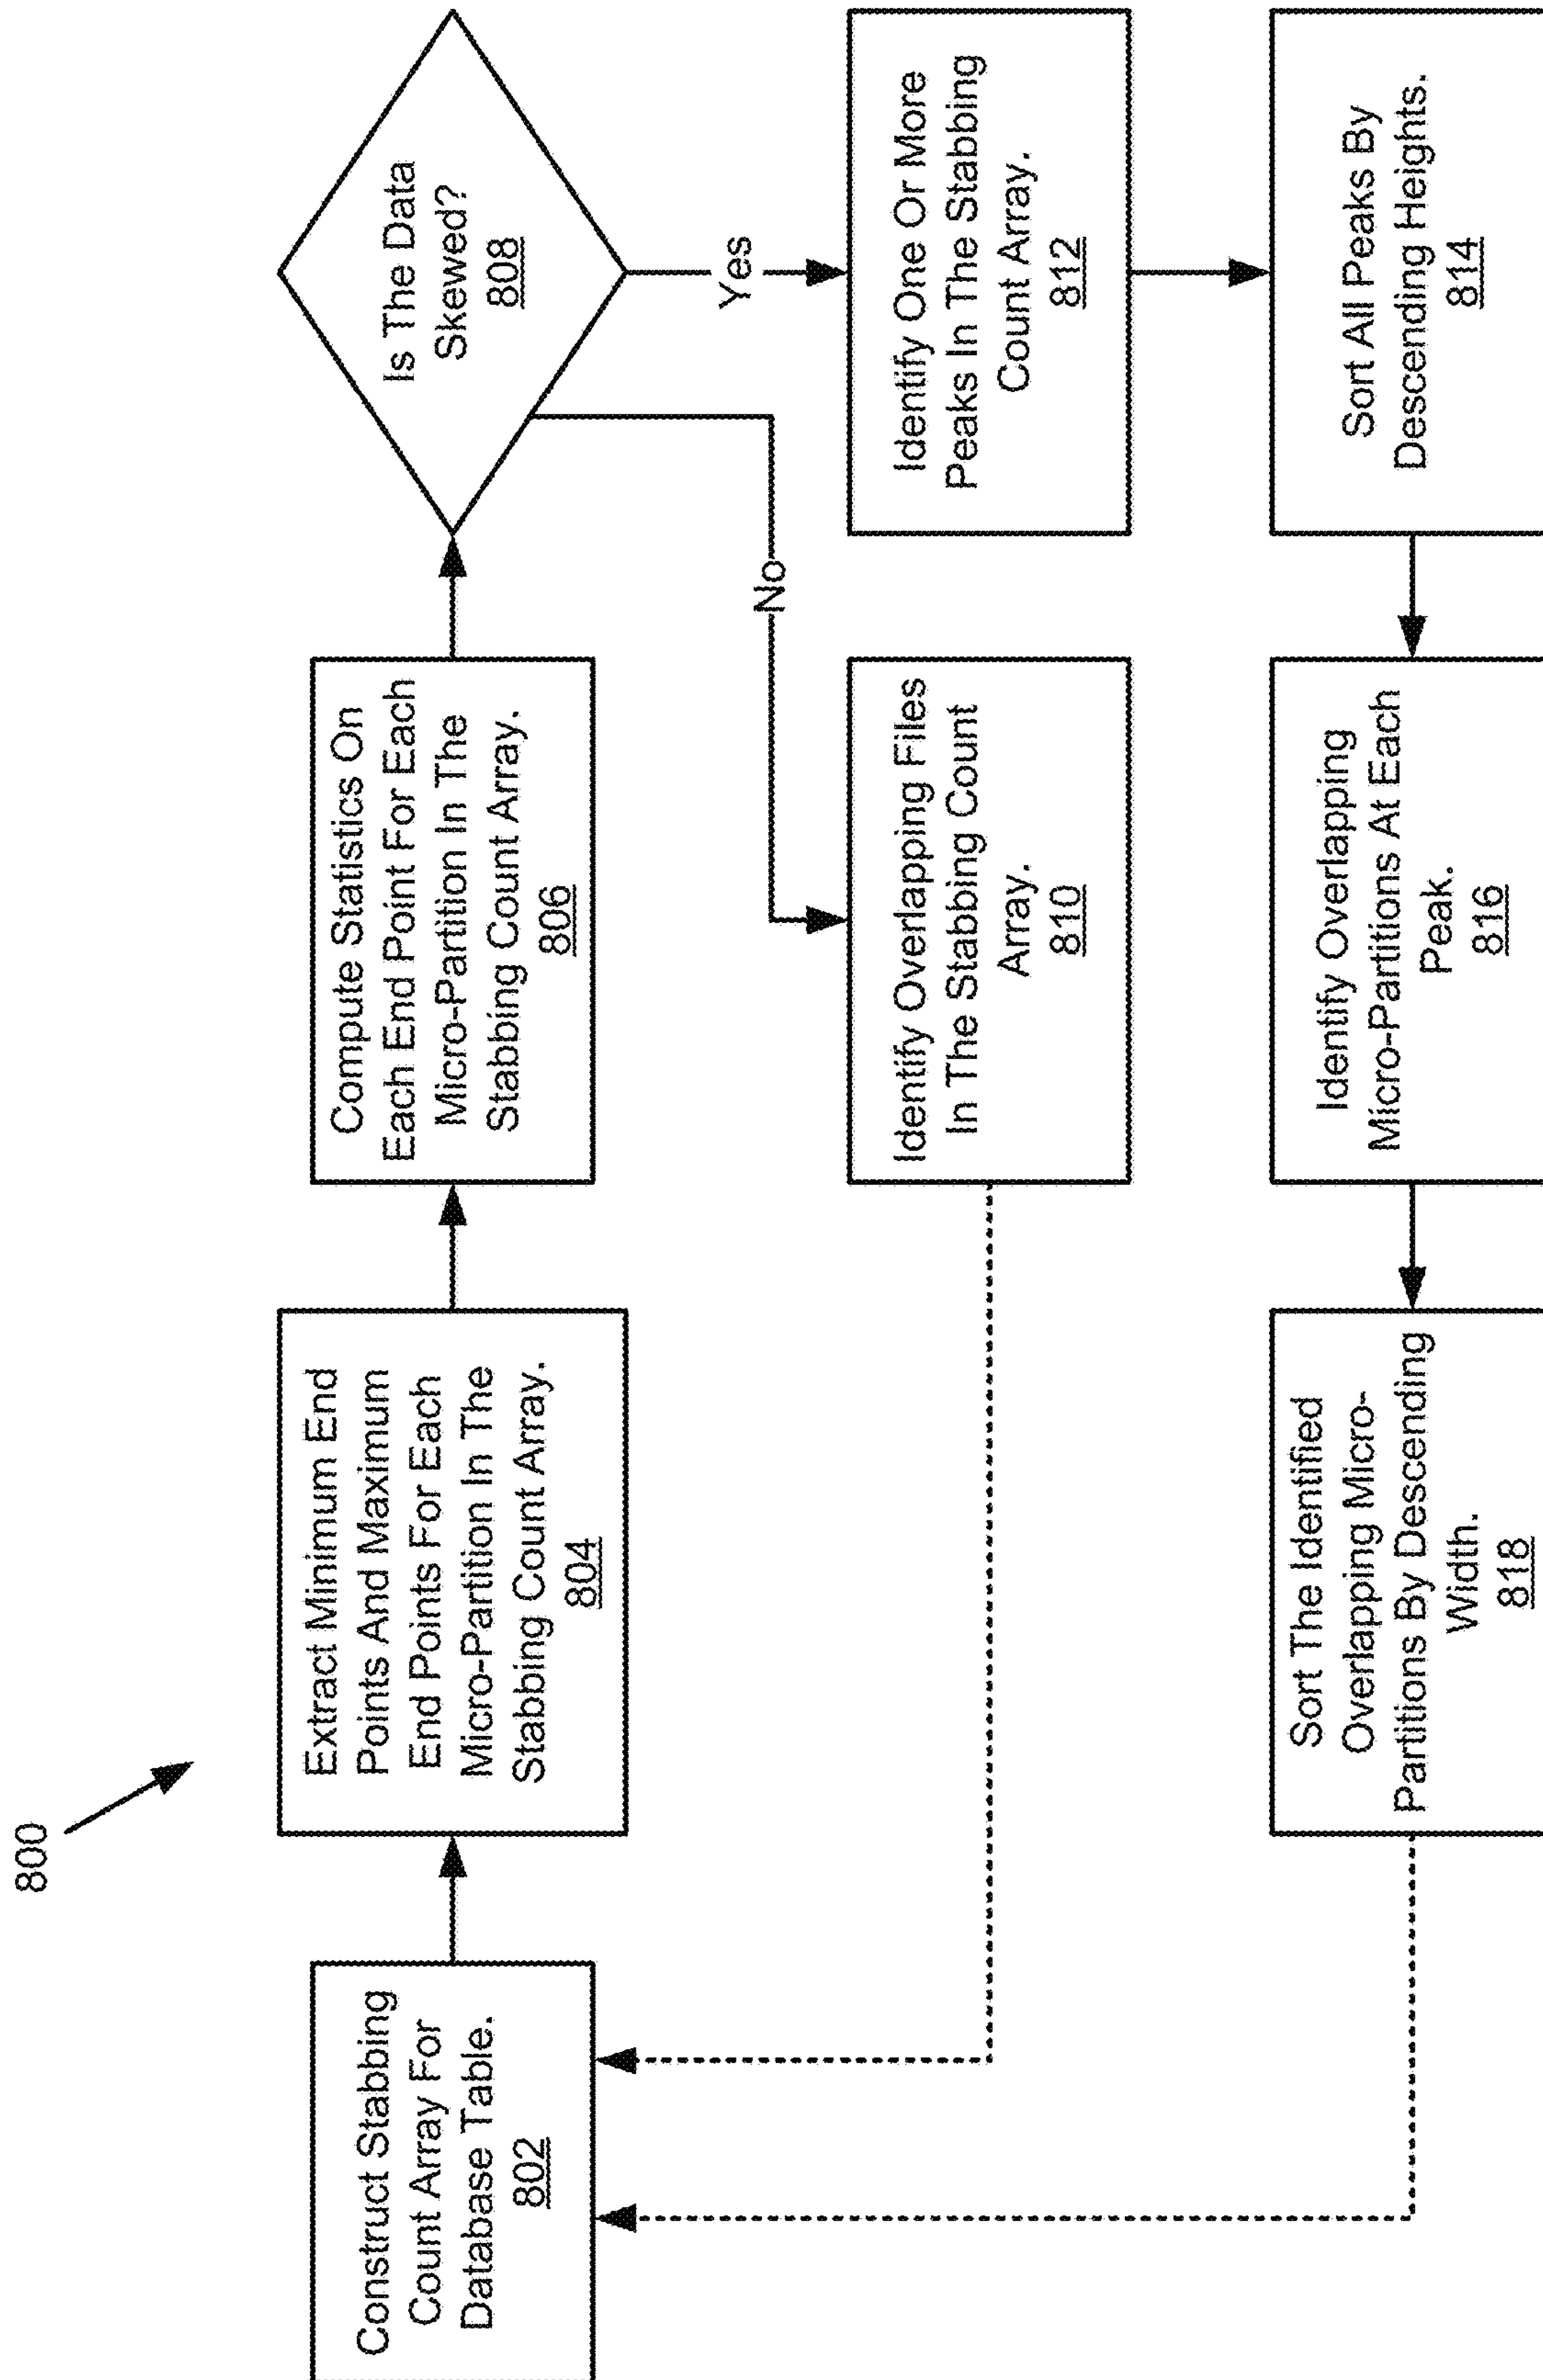 800
Construct Stabbing
Count Array For
Database Table.
802
Extract Minimum End
Points And Maximum
End Points For Each
Micro-Partition In The
Stabbing Count Array.
804
Compute Statistics On
Each End Point For Each
Micro-Partition In The
Stabbing Count Array.
806
Is The Data
Skewed?
808
No
Yes
Identify Overlapping Files
In The Stabbing Count
Array.
810
Identify One Or More
Peaks In The Stabbing
Count Array.
812
Sort All Peaks By
Descending Heights.
814
Identify Overlapping
Micro-Partitions At Each
Peak.
816
Sort The Identified
Overlapping Micro-
Partitions By Descending
Width.
818